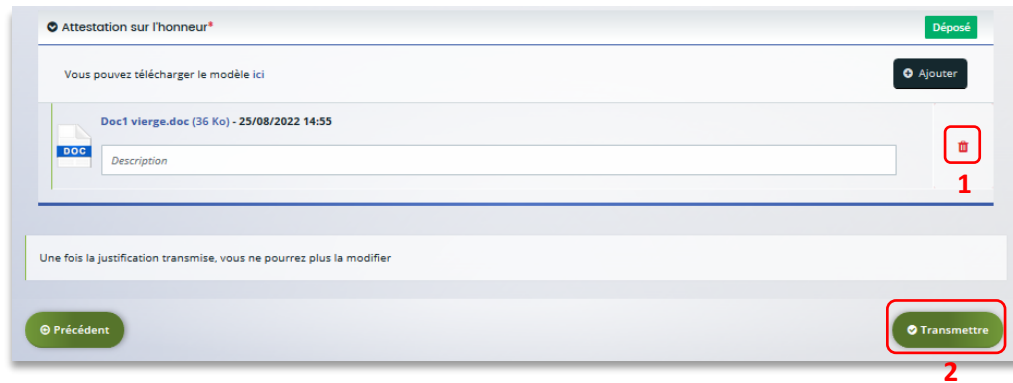 Attestation sur l'honneur*
Déposé
Vous pouvez télécharger le modèle ici
Ajouter
Doc1 vierge.doc (36 Ko) - 25/08/2022 14:55
DOC
Description
1
Une fois la justification transmise, vous ne pourrez plus la modifier
Précédent
Transmettre
2